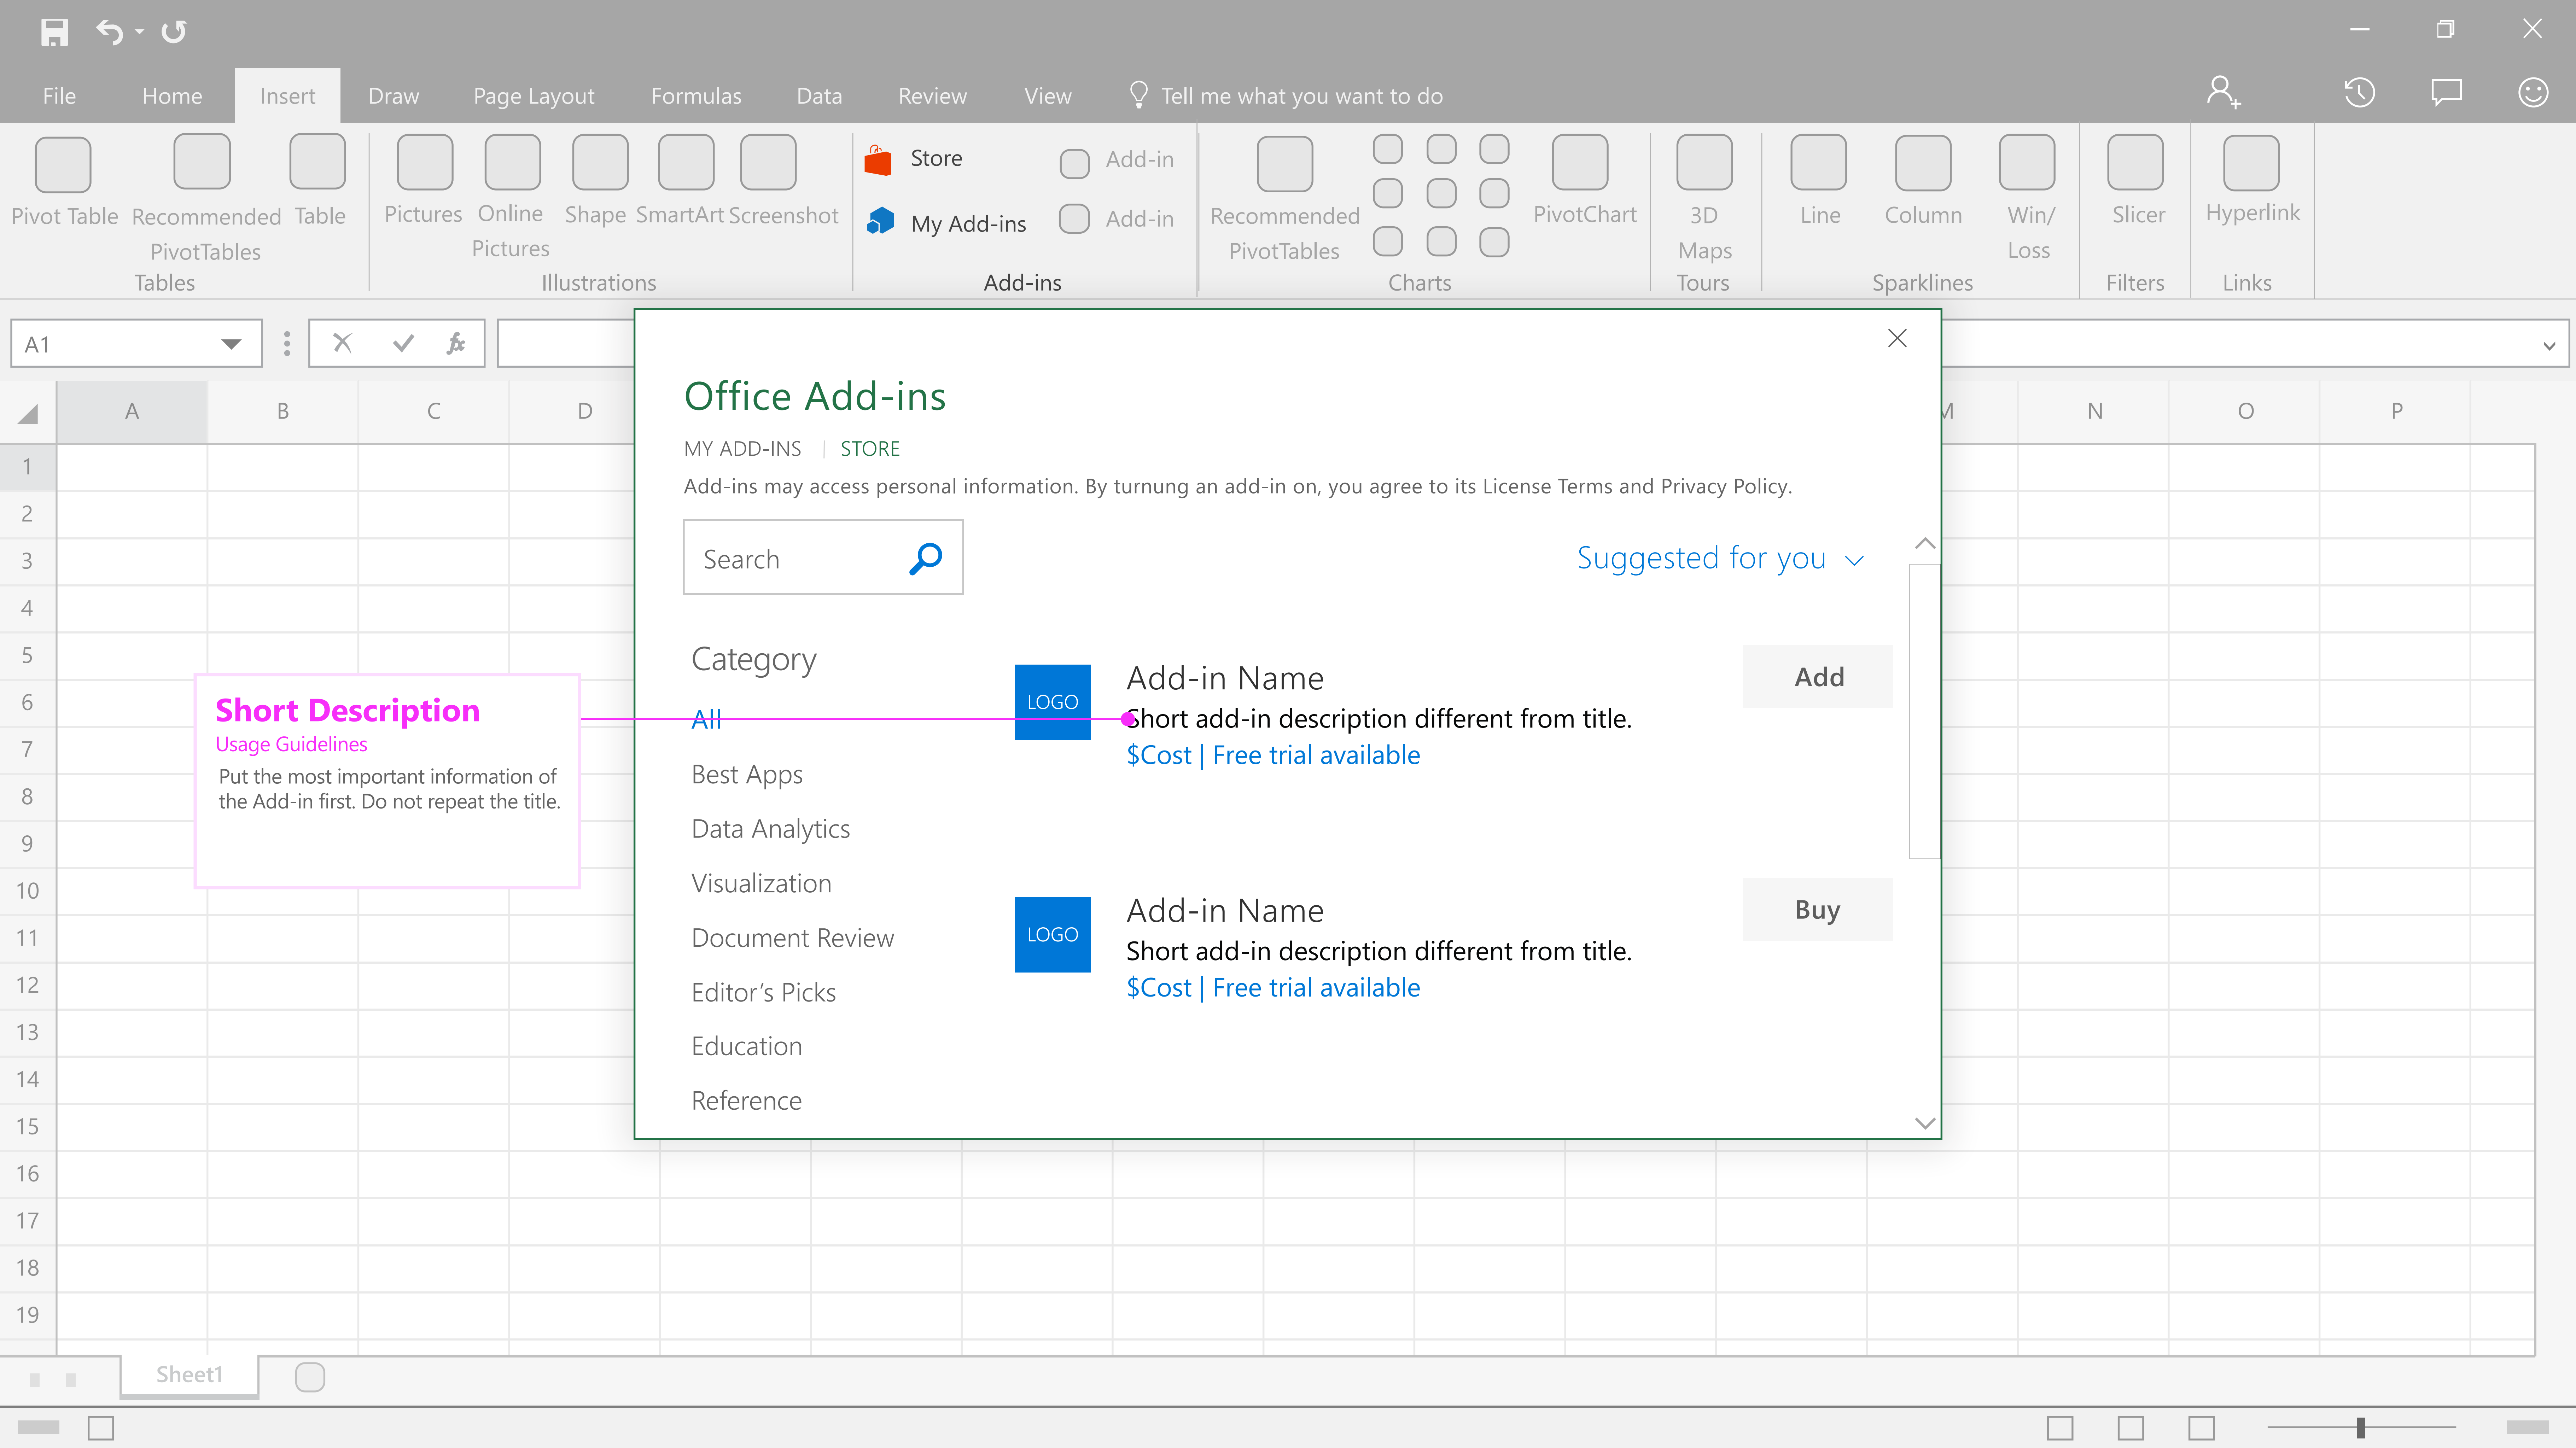 File Home Insert Draw Page Layout Formulas Data Review View Tell me what you want to do
Pivot Table
Recommended
PivotTables
Table
Tables
Pictures
Online
Pictures
Shape
SmartArt
Screenshot
Illustrations
Store
My Add-ins
Add-in
Add-in
Add-ins
Recommended
PivotTables
PivotChart
Charts
3D
Maps
Tours
Line
Column
Win/
Loss
Sparklines
Slicer
Filters
Hyperlink
Links
A1
fx
A B C D M N O P
1
2
3
4
5
6
7
8
9
10
11
12
13
14
15
16
17
18
19
Short Description
Usage Guidelines
Put the most important information of
the Add-in first. Do not repeat the title.
Office Add-ins
MY ADD-INS | STORE
Add-ins may access personal information. By turnung an add-in on, you agree to its License Terms and Privacy Policy.
Search
Suggested for you
Category
All
Best Apps
Data Analytics
Visualization
Document Review
Editor’s Picks
Education
Reference
LOGO
Add-in Name
Short add-in description different from title.
$Cost | Free trial available
Add
LOGO
Add-in Name
Short add-in description different from title.
$Cost | Free trial available
Buy
Sheet1